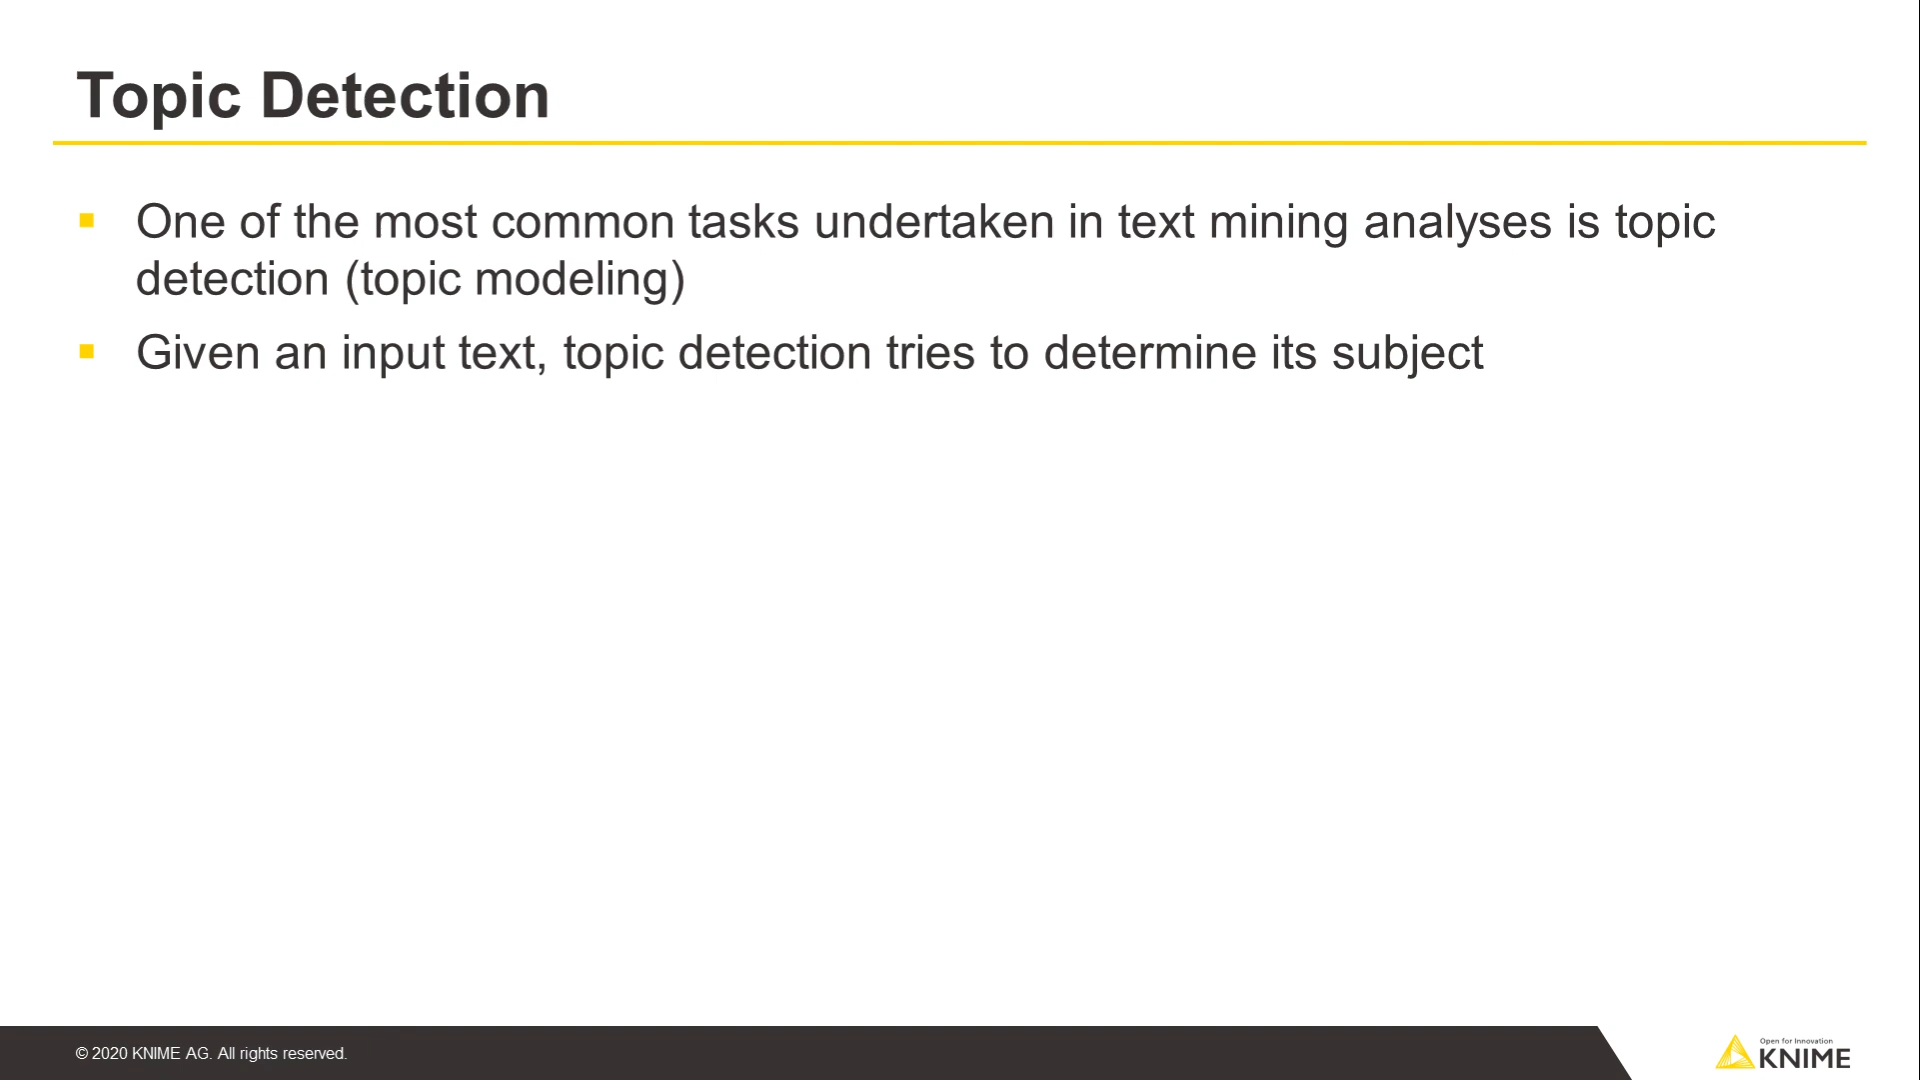 Topic Detection
One of the most common tasks undertaken in text mining analyses is topic
detection (topic modeling)
Given an input text, topic detection tries to determine its subject
© 2020 KNIME AG. All rights reserved.
Open for Innovation
KNIME